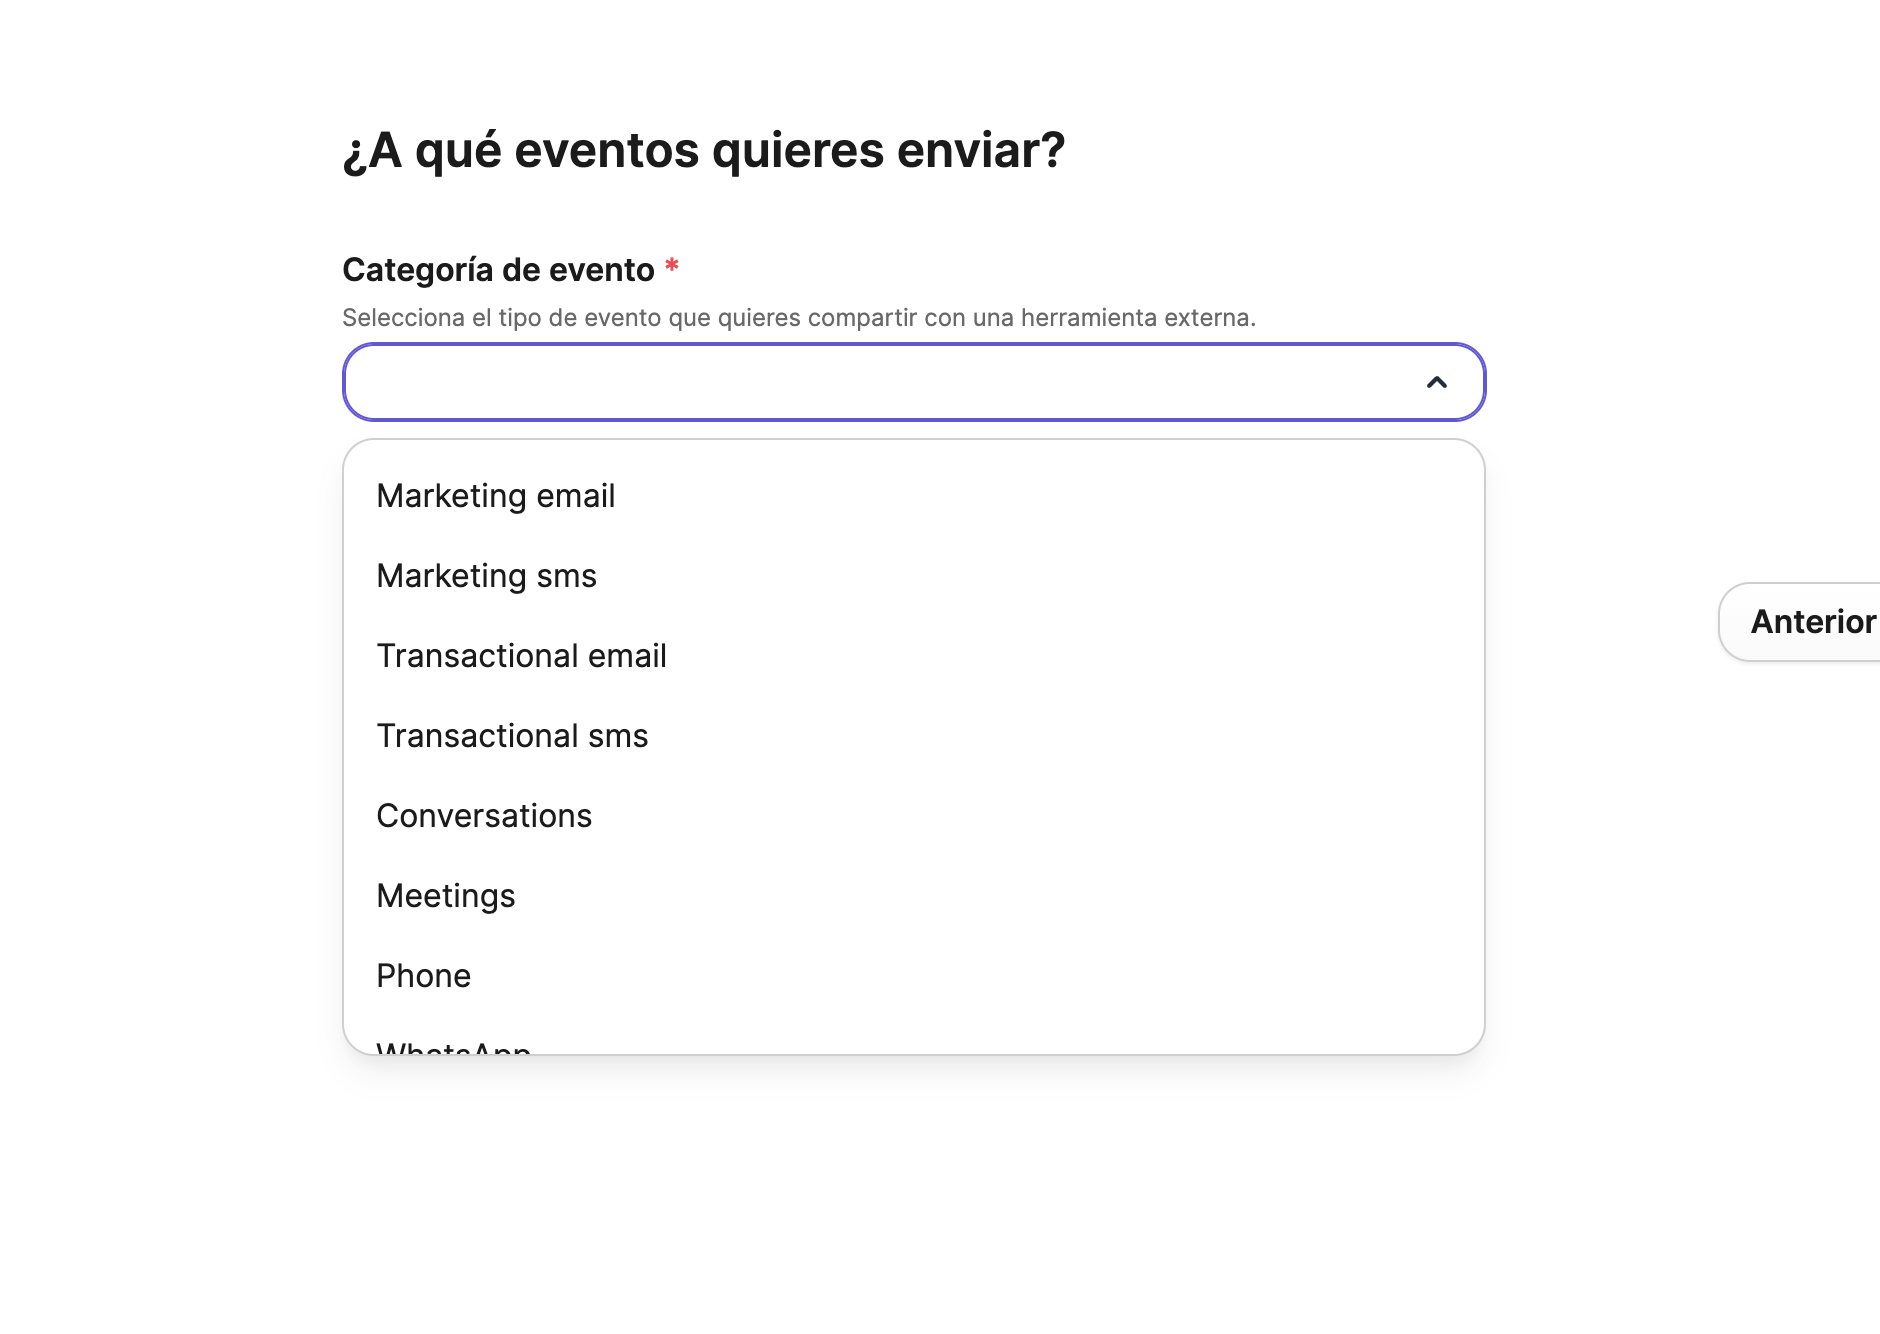 ¿A qué eventos quieres enviar?
Categoría de evento *
Selecciona el tipo de evento que quieres compartir con una herramienta externa.
Marketing email
Marketing sms
Transactional email
Transactional sms
Conversations
Meetings
Phone
WhatsApp
Anterior